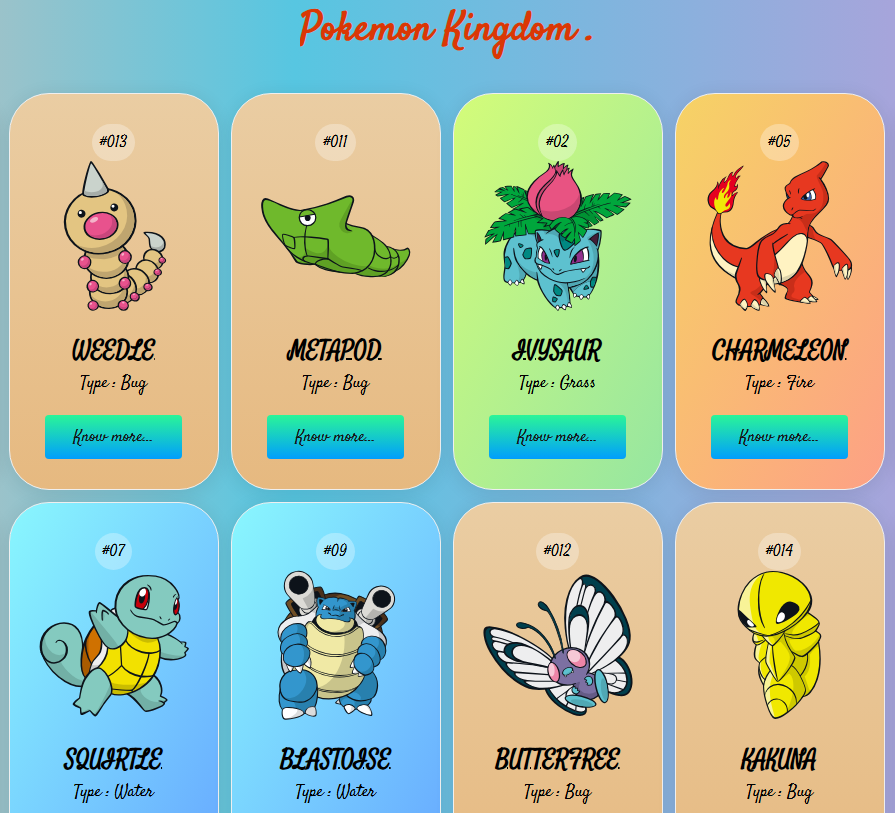 Pokemon Kingdom .
#013
#011
#02
#05
WEEDLE
METAPOD
IVYSAUR
CHARMELEON
Type : Bug
Type : Bug
Type : Grass
Type : Fire
Know more...
Know more...
Know more...
Know more...
#07
#09
#012
#014
SQUIRTLE
BLASTOISE
BUTTERFREE
KAKUNA
Type : Water
Type : Water
Type : Bug
Type : Bug